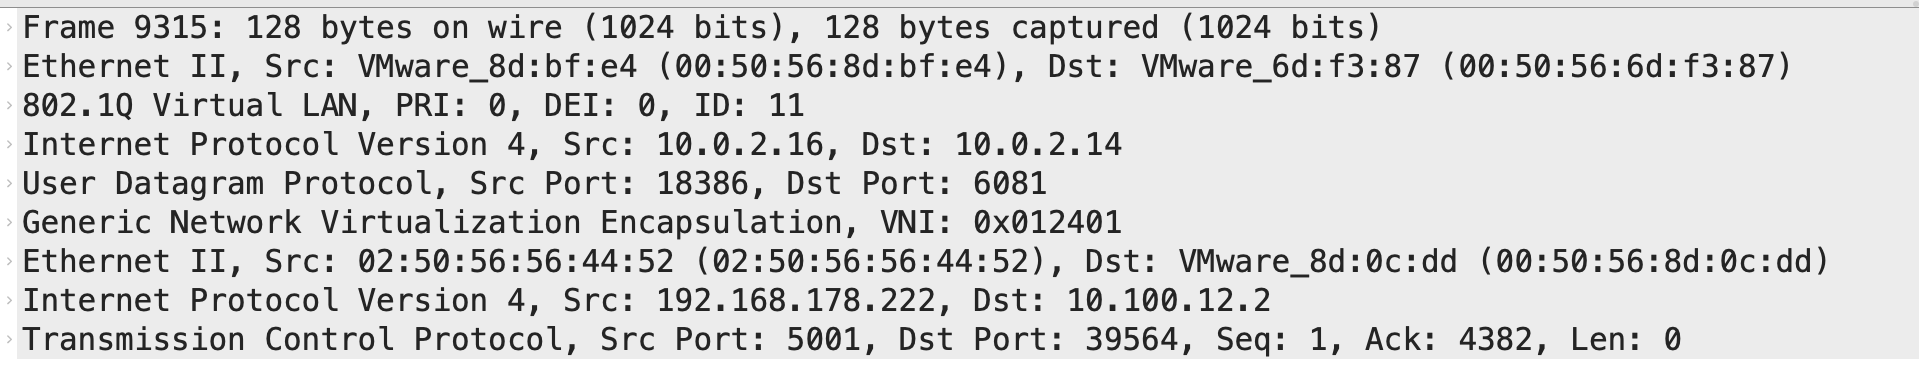 Frame 9315: 128 bytes on wire (1024 bits), 128 bytes captured (1024 bits)
Ethernet II, Src: VMware_8d:bf:e4 (00:50:56:8d:bf:e4), Dst: VMware_6d:f3:87 (00:50:56:6d:f3:87)
802.1Q Virtual LAN, PRI: 0, DEI: 0, ID: 11
Internet Protocol Version 4, Src: 10.0.2.16, Dst: 10.0.2.14
User Datagram Protocol, Src Port: 18386, Dst Port: 6081
Generic Network Virtualization Encapsulation, VNI: 0x012401
Ethernet II, Src: 02:50:56:56:44:52 (02:50:56:56:44:52), Dst: VMware_8d:0c:dd (00:50:56:8d:0c:dd)
Internet Protocol Version 4, Src: 192.168.178.222, Dst: 10.100.12.2
Transmission Control Protocol, Src Port: 5001, Dst Port: 39564, Seq: 1, Ack: 4382, Len: 0